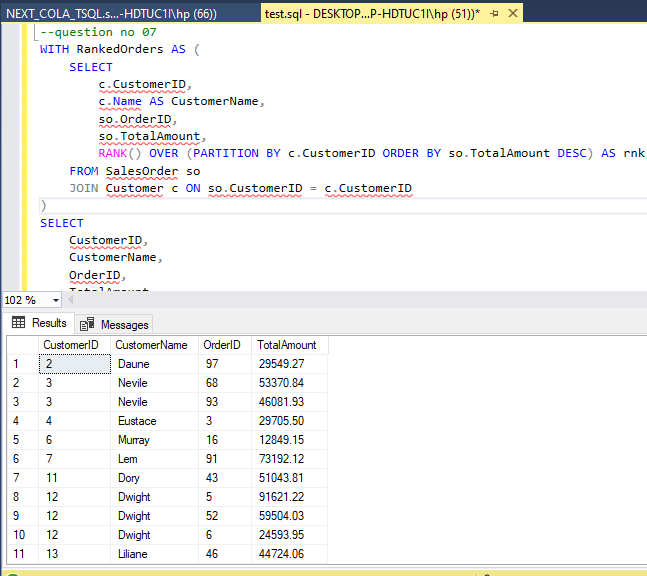 NEXT_COLA_TSQL.s...-HDTUC1I\hp (66)) test.sql - DESKTOP...P-HDTUC1I\hp (51))*
--question no 07
WITH RankedOrders AS (
SELECT
c.CustomerID,
c.Name AS CustomerName,
so.OrderID,
so.TotalAmount,
RANK() OVER (PARTITION BY c.CustomerID ORDER BY so.TotalAmount DESC) AS rnk
FROM SalesOrder so
JOIN Customer c ON so.CustomerID = c.CustomerID
)
SELECT
CustomerID,
CustomerName,
OrderID,
TotalAmount
102 %
Results Messages
CustomerID CustomerName OrderID TotalAmount
1 2 Daune 97 29549.27
2 3 Nevile 68 53370.84
3 3 Nevile 93 46081.93
4 4 Eustace 3 29705.50
5 6 Murray 16 12849.15
6 7 Lem 91 73192.12
7 11 Dory 43 51043.81
8 12 Dwight 5 91621.22
9 12 Dwight 52 59504.03
10 12 Dwight 6 24593.95
11 13 Liliane 46 44724.06